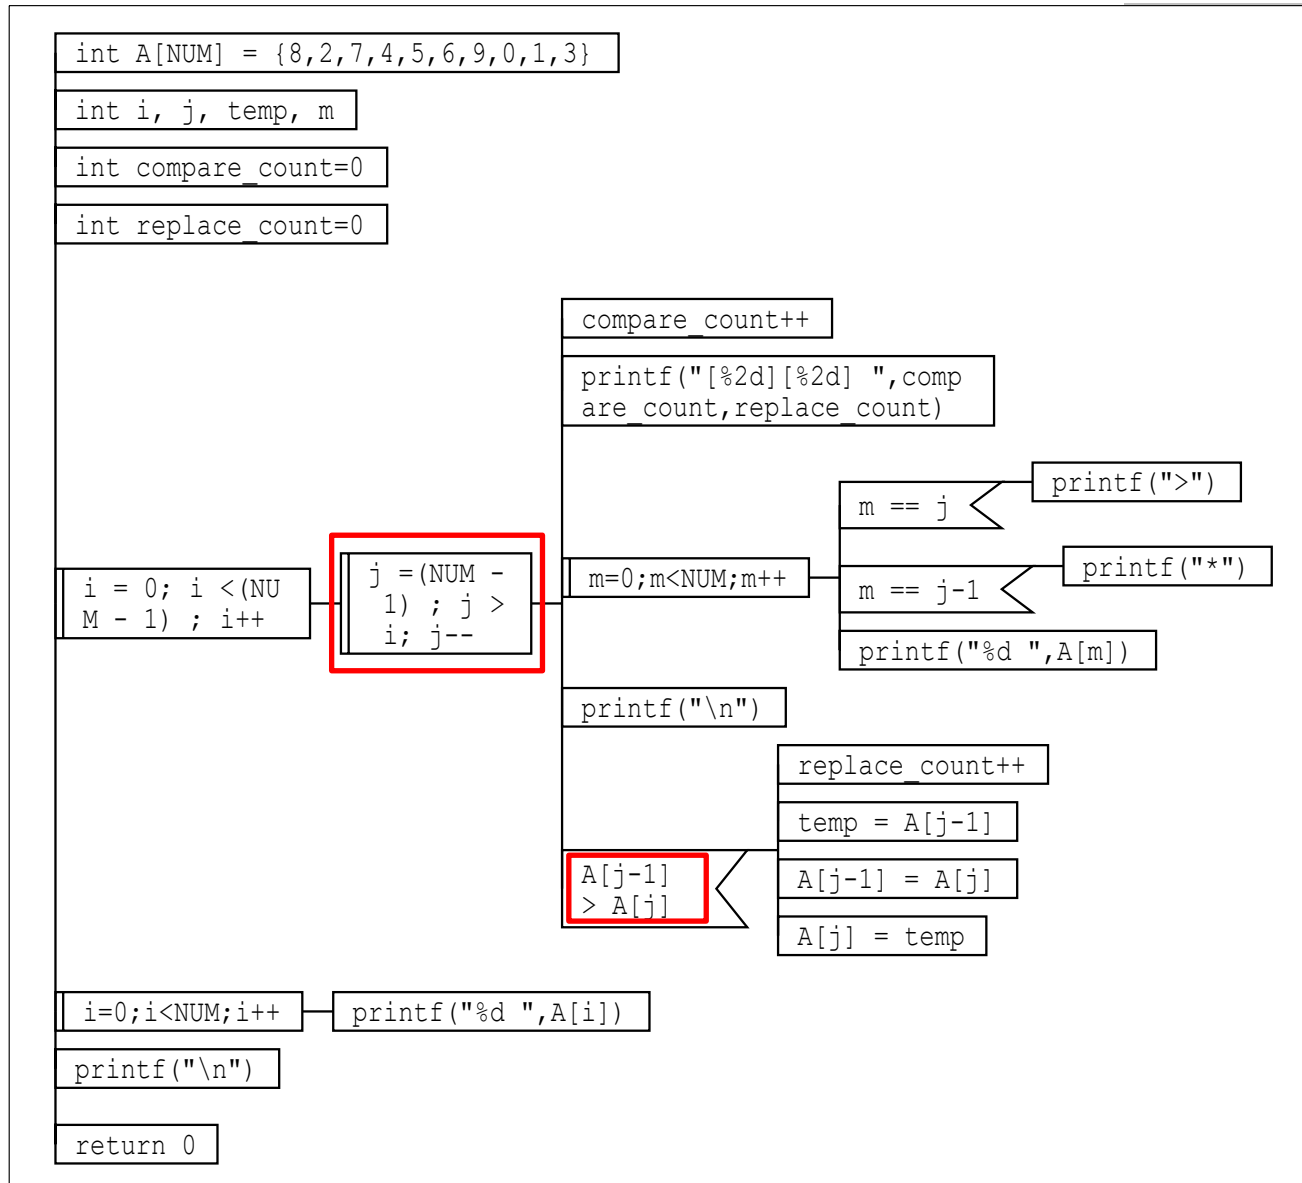 int A[NUM] = {8,2,7,4,5,6,9,0,1,3}
int i, j, temp, m
int compare_count=0
int replace_count=0
i = 0; i <(NU
M - 1) ; i++
j =(NUM -
1) ; j >
i; j--
compare_count++
printf("[%2d][%2d] ",comp
are_count,replace_count)
m=0;m<NUM;m++
m == j
printf(">")
m == j-1
printf("*")
printf("%d ",A[m])
printf("\n")
A[j-1]
> A[j]
replace_count++
temp = A[j-1]
A[j-1] = A[j]
A[j] = temp
i=0;i<NUM;i++
printf("%d ",A[i])
printf("\n")
return 0